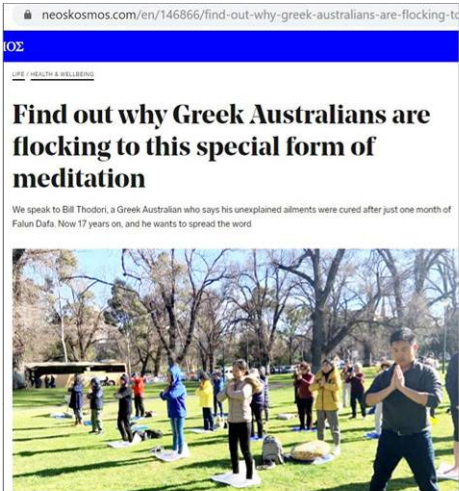 neoskosmos.com/en/146866/find-out-why-greek-australians-are-flocking-to
ΙΟΣ
LIFE / HEALTH & WELLBEING
Find out why Greek Australians are
flocking to this special form of
meditation
We speak to Bill Thodori, a Greek Australian who says his unexplained ailments were cured after just one month of
Falun Dafa. Now 17 years on, and he wants to spread the word